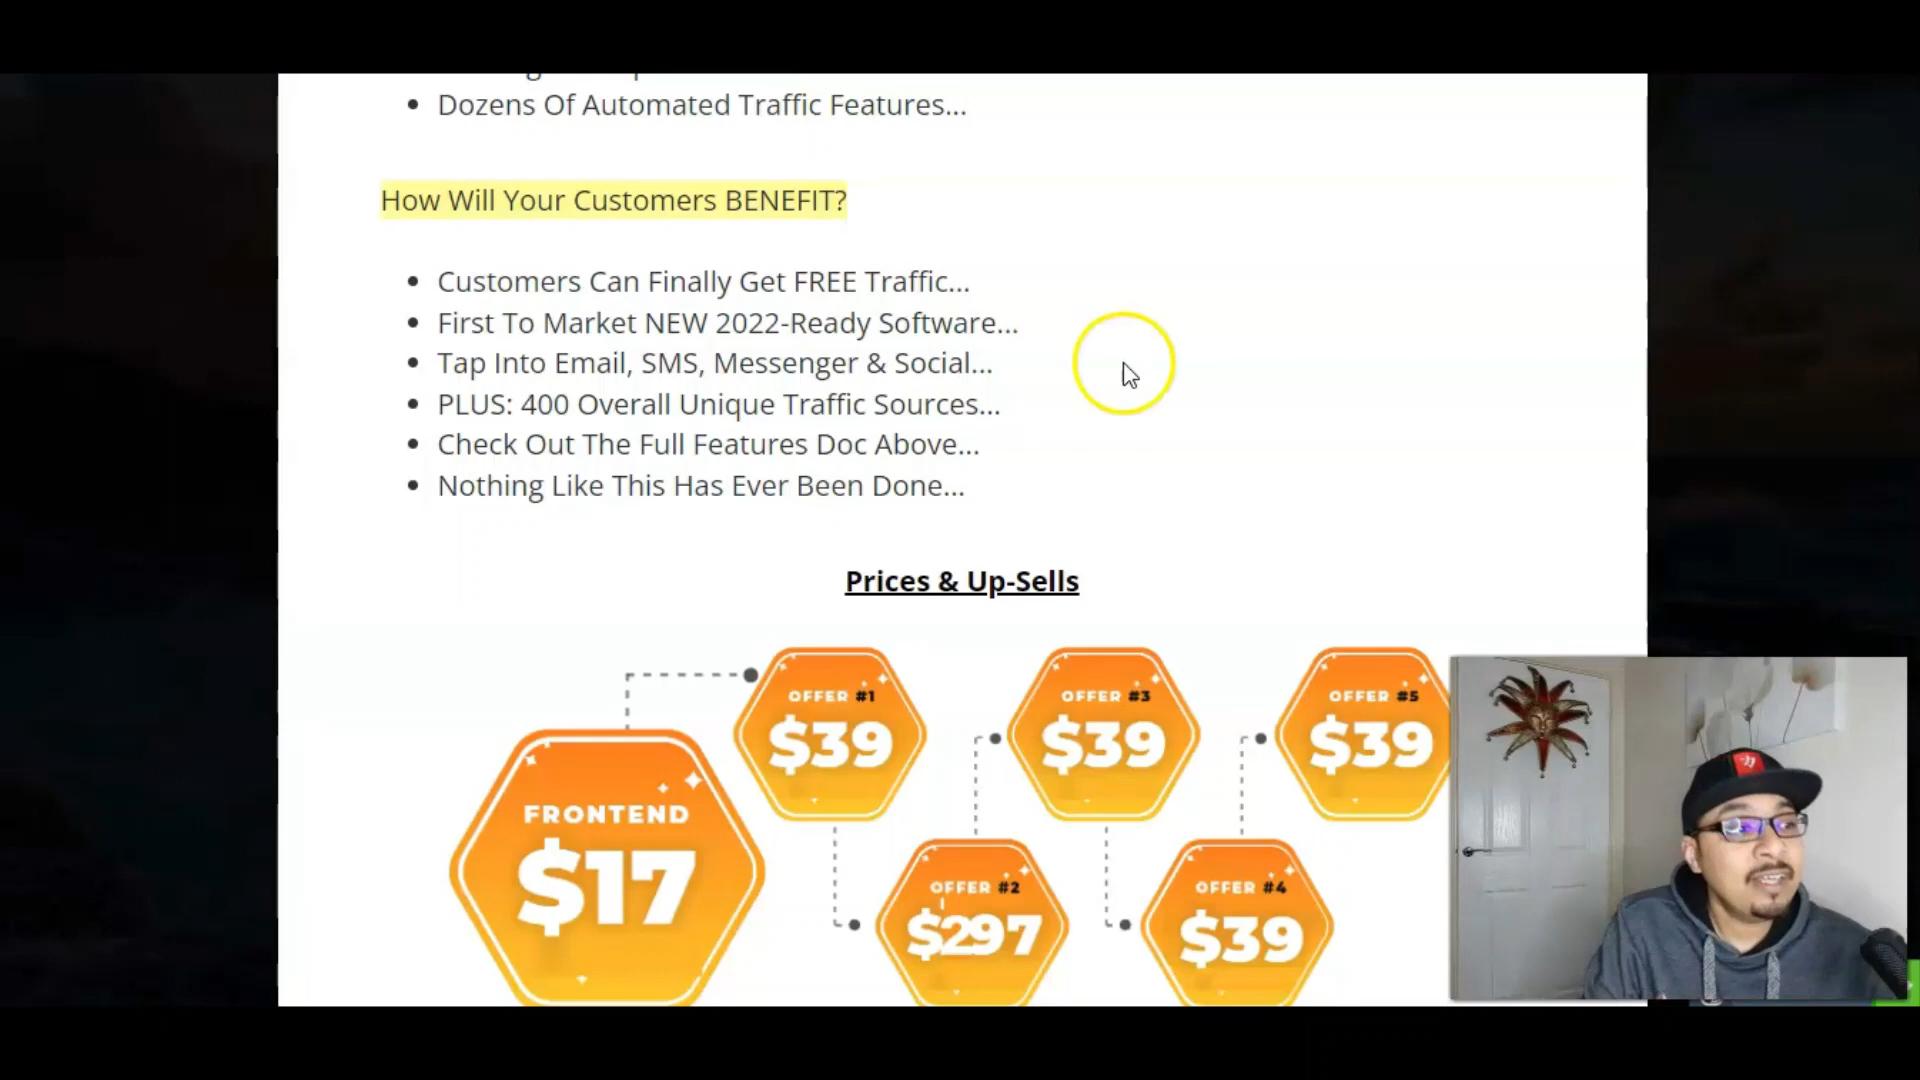 Dozens Of Automated Traffic Features...
How Will Your Customers BENEFIT?
Customers Can Finally Get FREE Traffic...
First To Market NEW 2022-Ready Software...
Tap Into Email, SMS, Messenger & Social...
PLUS: 400 Overall Unique Traffic Sources...
Check Out The Full Features Doc Above...
Nothing Like This Has Ever Been Done...
Prices & Up-Sells
OFFER #1
$39
OFFER #3
$39
OFFER #5
$39
FRONTEND
$17
OFFER #2
$297
OFFER #4
$39